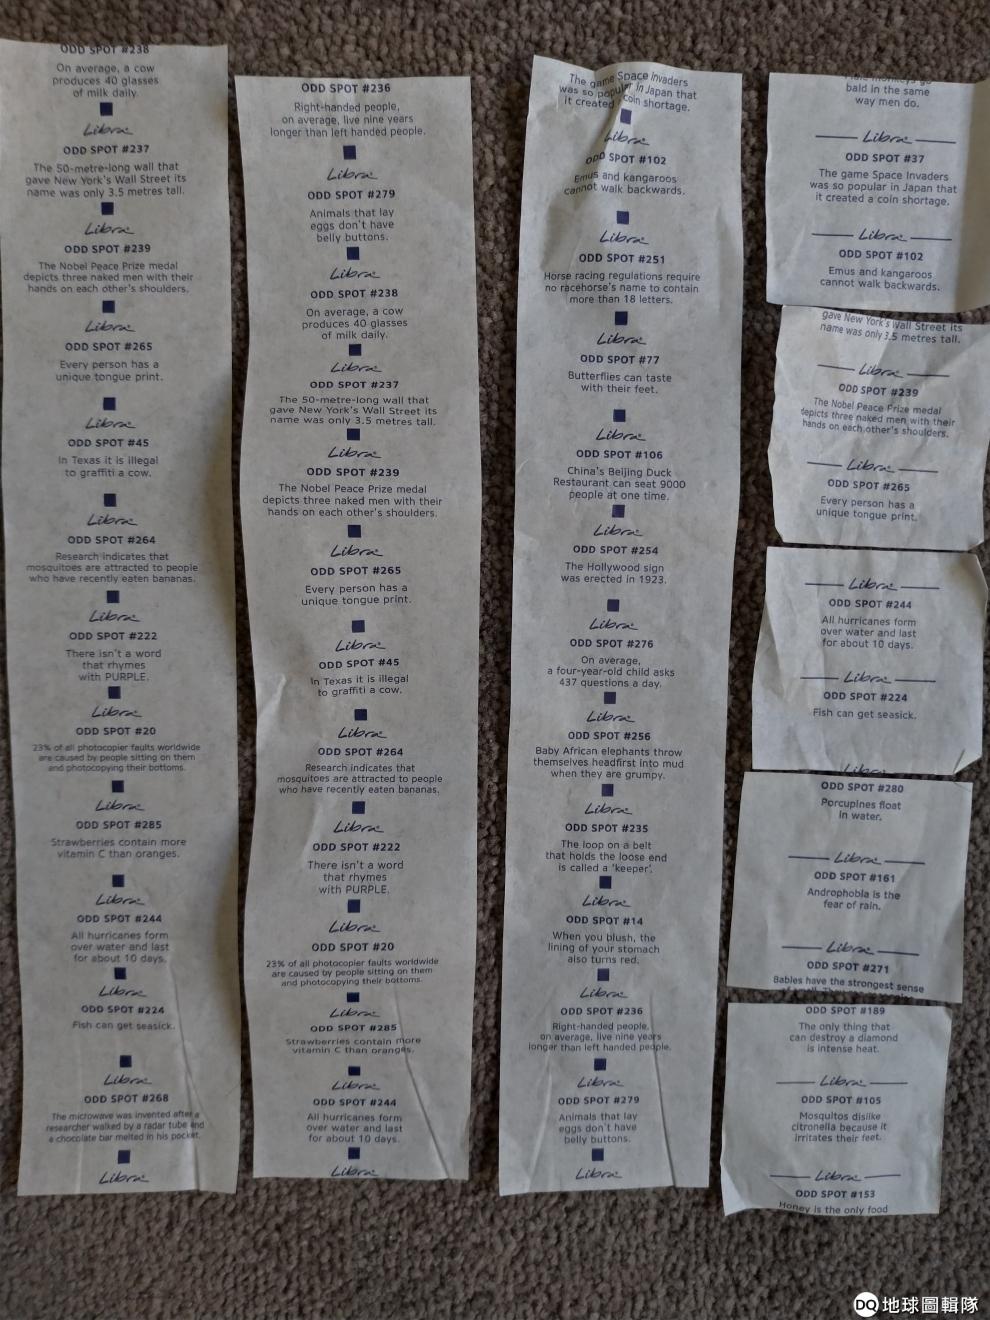 ODD SPOT #238
On average, a cow
produces 40 glasses
of milk daily.
Libra
ODD SPOT #237
The 50-metre-long wall that
gave New York's Wall Street its
name was only 3.5 metres tall.
Libra
ODD SPOT #239
The Nobel Peace Prize medal
depicts three naked men with their
hands on each other's shoulders.
Libra
ODD SPOT #265
Every person has a
unique tongue print.
Libra
ODD SPOT #45
In Texas it is illegal
to graffiti a cow.
Libra
ODD SPOT #264
Research indicates that
mosquitoes are attracted to people
who have recently eaten bananas.
Libra
ODD SPOT #222
There isn't a word
that rhymes
with PURPLE.
Libra
ODD SPOT #20
23% of all photocopier faults worldwide
are caused by people sitting on them
and photocopying their bottoms.
Libra
ODD SPOT #285
Strawberries contain more
vitamin C than oranges.
Libra
ODD SPOT #244
All hurricanes form
over water and last
for about 10 days.
Libra
ODD SPOT #224
Fish can get seasick.
Libra
ODD SPOT #268
The microwave was invented after a
researcher walked by a radar tube and
a chocolate bar melted in his pocket.
Libra
ODD SPOT #236
Right-handed people,
on average, live nine years
longer than left handed people.
Libra
ODD SPOT #279
Animals that lay
eggs don't have
belly buttons.
Libra
ODD SPOT #238
On average, a cow
produces 40 glasses
of milk daily.
Libra
ODD SPOT #237
The 50-metre-long wall that
gave New York's Wall Street its
name was only 3.5 metres tall.
Libra
ODD SPOT #239
The Nobel Peace Prize medal
depicts three naked men with their
hands on each other's shoulders.
Libra
ODD SPOT #265
Every person has a
unique tongue print.
Libra
ODD SPOT #45
In Texas it is illegal
to graffiti a cow.
Libra
ODD SPOT #264
Research indicates that
mosquitoes are attracted to people
who have recently eaten bananas.
Libra
ODD SPOT #222
There isn't a word
that rhymes
with PURPLE.
Libra
ODD SPOT #20
23% of all photocopier faults worldwide
are caused by people sitting on them
and photocopying their bottoms.
Libra
ODD SPOT #285
Strawberries contain more
vitamin C than oranges.
Libra
ODD SPOT #244
All hurricanes form
over water and last
for about 10 days.
Libra
The game Space Invaders
was so popular in Japan that
it created coin shortage.
Libra
ODD SPOT #102
Emus and kangaroos
cannot walk backwards.
Libra
ODD SPOT #251
Horse racing regulations require
no racehorse's name to contain
more than 18 letters.
Libra
ODD SPOT #77
Butterflies can taste
with their feet.
Libra
ODD SPOT #106
China's Beijing Duck
Restaurant can seat 9000
people at one time.
Libra
ODD SPOT #254
The Hollywood sign
was erected in 1923.
Libra
ODD SPOT #276
On average,
a four-year-old child asks
437 questions a day.
Libra
ODD SPOT #256
Baby African elephants throw
themselves headfirst into mud
when they are grumpy.
Libra
ODD SPOT #235
The loop on a belt
that holds the loose end
is called a 'keeper'.
Libra
ODD SPOT #14
When you blush, the
lining of your stomach
also turns red.
Libra
ODD SPOT #236
Right-handed people,
on average, live nine years
longer than left handed people.
Libra
ODD SPOT #279
Animals that lay
eggs don't have
belly buttons.
Libra
monkeys go
bald in the same
way men do.
Libra
ODD SPOT #37
The game Space Invaders
was so popular in Japan that
it created a coin shortage.
Libra
ODD SPOT #102
Emus and kangaroos
cannot walk backwards.
gave New York's Wall Street its
name was only 3.5 metres tall.
Libra
ODD SPOT #239
The Nobel Peace Prize medal
depicts three naked men with their
hands on each other's shoulders.
Libra
ODD SPOT #265
Every person has a
unique tongue print.
Libra
ODD SPOT #244
All hurricanes form
over water and last
for about 10 days.
Libra
ODD SPOT #224
Fish can get seasick.
Libra
ODD SPOT #280
Porcupines float
in water.
Libra
ODD SPOT #161
Androphobia is the
fear of rain.
Libra
ODD SPOT #271
Babies have the strongest sense
ODD SPOT #189
The only thing that
can destroy a diamond
is intense heat.
Libra
ODD SPOT #105
Mosquitos dislike
citronella because it
irritates their feet.
Libra
ODD SPOT #153
Honey is the only food
DQ 地球圖輯隊